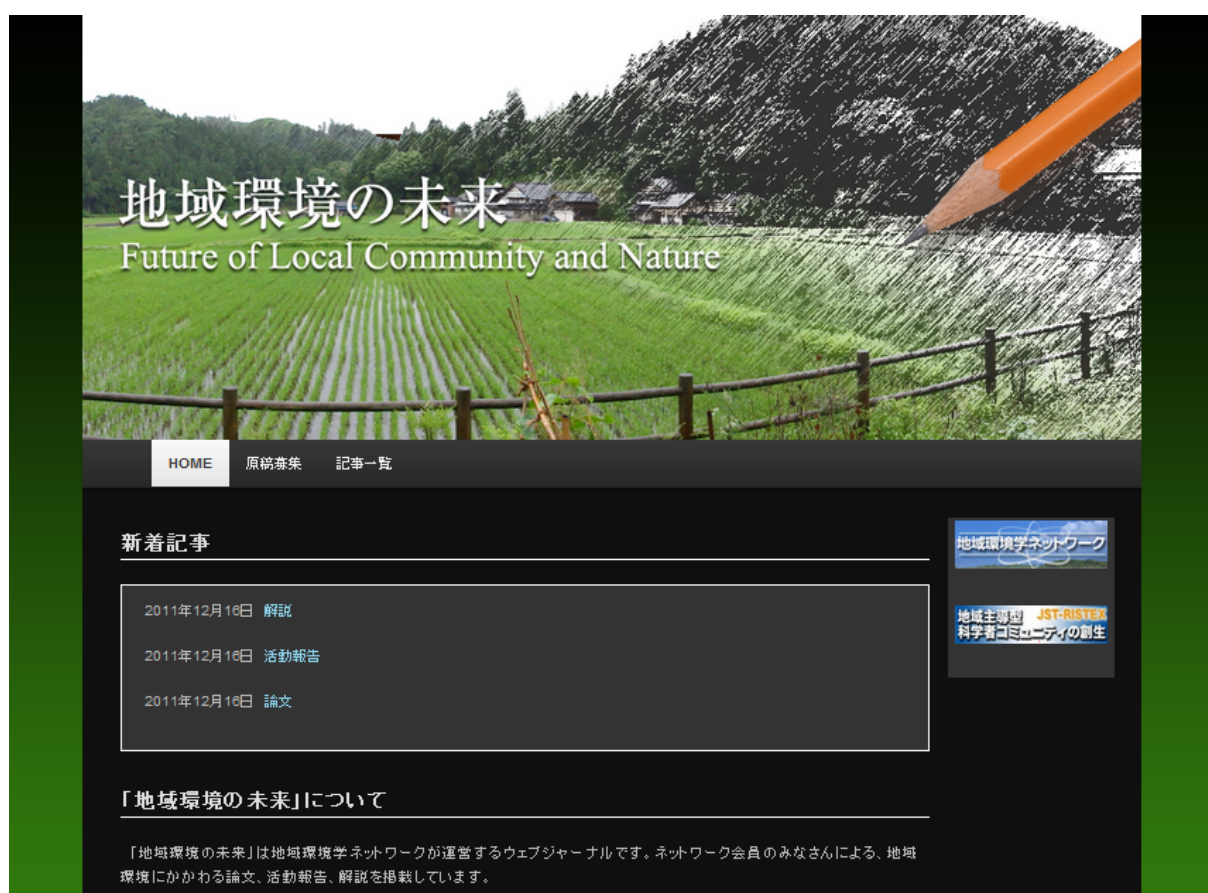 地域環境の未来
Future of Local Community and Nature
HOME 原稿募集 記事一覧
新着記事
2011年12月16日 解説
2011年12月16日 活動報告
2011年12月16日 論文
地域環境学ネットワーク
地域主導型 JST-RISTEX
科学者コミュニティの創生
「地域環境の未来」について
「地域環境の未来」は地域環境学ネットワークが運営するウェブジャーナルです。ネットワーク会員のみなさんによる、地域
環境にかかわる論文、活動報告、解説を掲載しています。